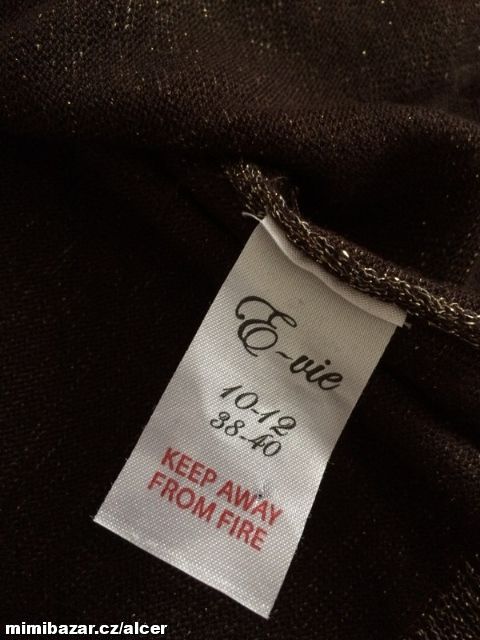 E-vie
10-12
38-40
KEEP AWAY
FROM FIRE
mimibazar.cz/alcer